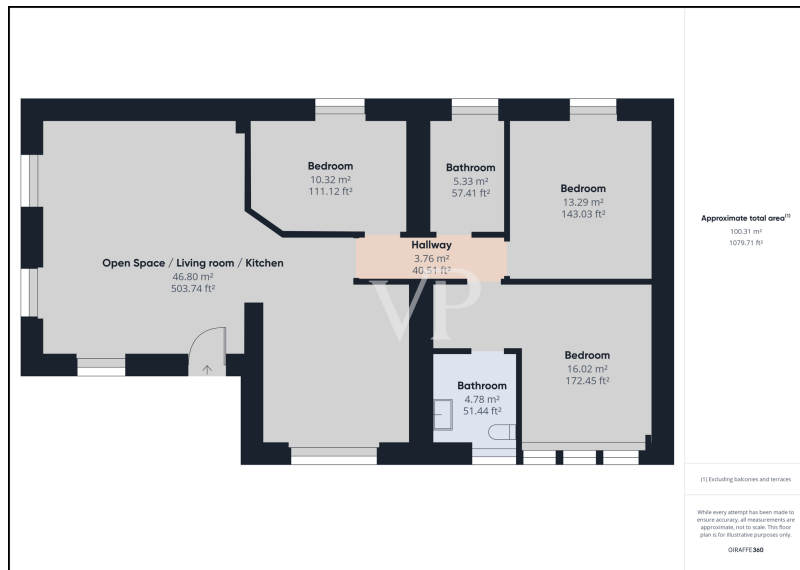 Bedroom
10.32 m²
111.12 ft²
Bathroom
5.33 m²
57.41 ft²
Bedroom
13.29 m²
143.03 ft²
Hallway
3.76 m²
40.51 ft²
Open Space / Living room / Kitchen
46.80 m²
503.74 ft²
VP
Bedroom
16.02 m²
172.45 ft²
Bathroom
4.78 m²
51.44 ft²
Approximate total area(1)
100.31 m²
1079.71 ft²
(1) Excluding balconies and terraces
While every attempt has been made to
ensure accuracy, all measurements are
approximate, not to scale. This floor
plan is for illustrative purposes only.
GIRAFFE360